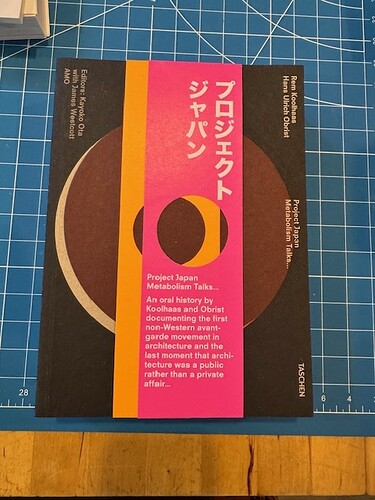 Rem Koolhaas
Hans Ulrich Obrist
Project Japan
Metabolism Talks...
TASCHEN
プロジェクト
ジャパン
Project Japan
Metabolism Talks...
An oral history by
Koolhaas and Obrist
documenting the first
non-Western avant-
garde movement in
architecture and the
last moment that archi-
tecture was a public
rather than a private
affair...
Editors: Kayoko Ota
with James Westcott
AMO
28
6
4